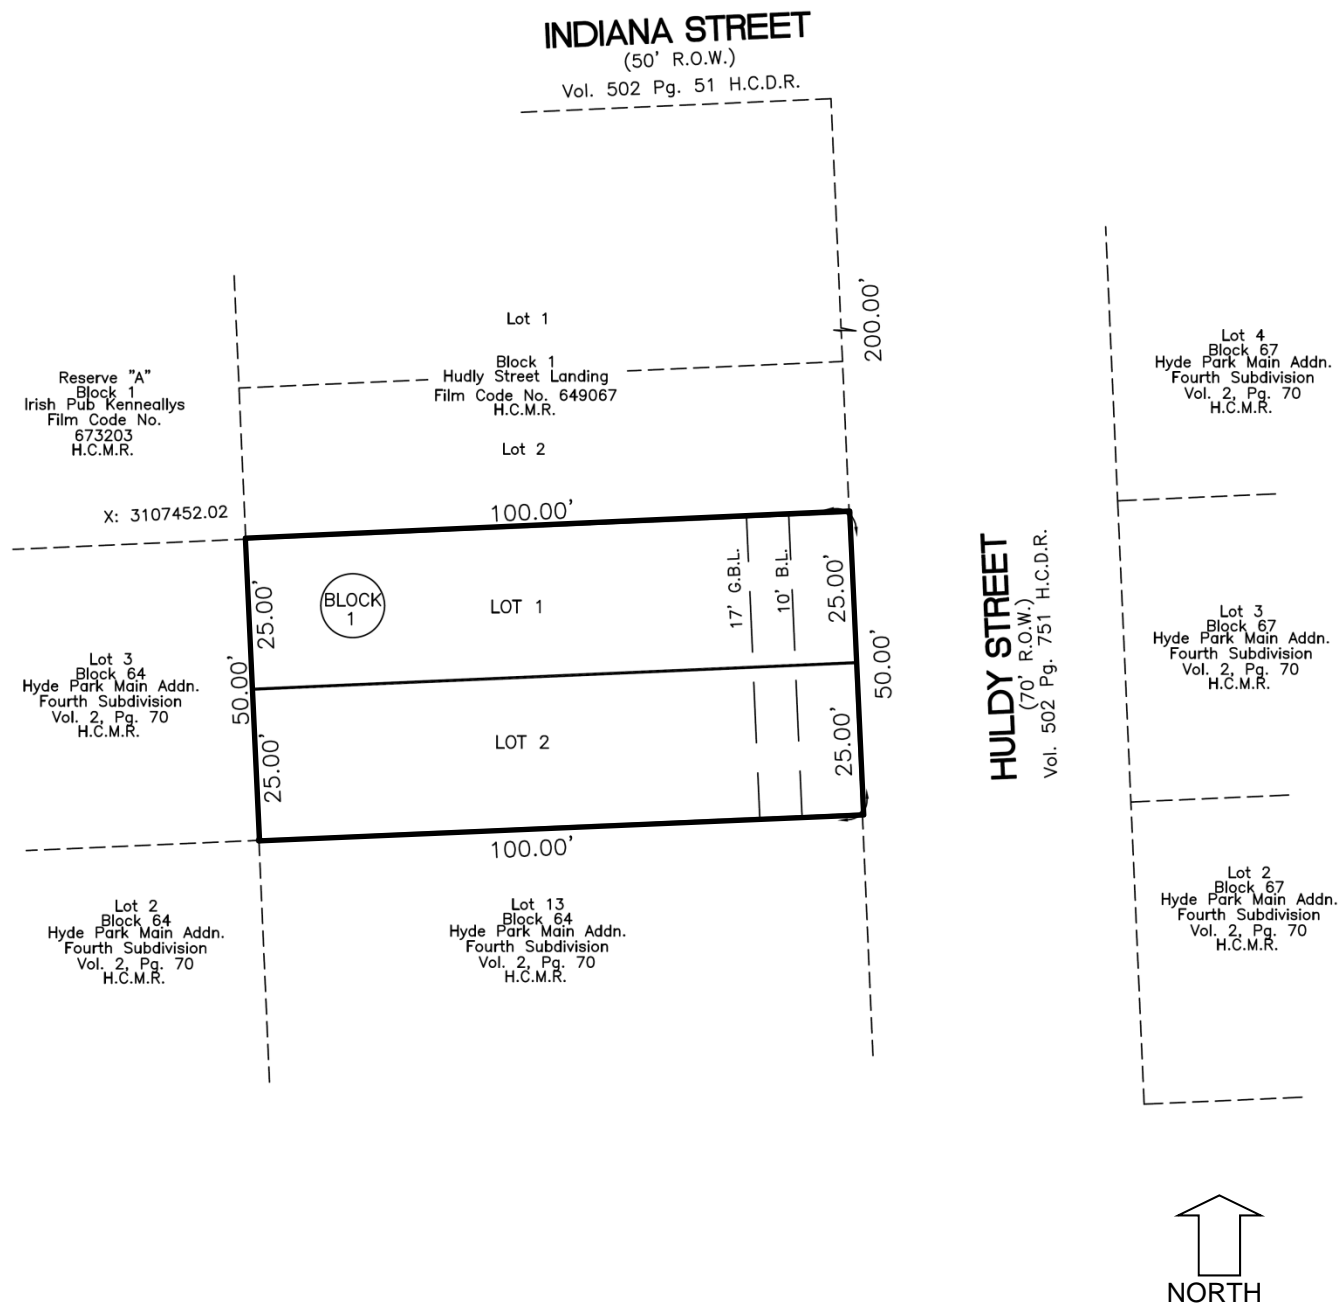 INDIANA STREET
(50' R.O.W.)
Vol. 502 Pg. 51 H.C.D.R.
200.00'
Lot 1
Block 1
Hudly Street Landing
Film Code No. 649067
H.C.M.R.
Lot 2
Reserve "A"
Block 1
Irish Pub Kenneallys
Film Code No.
673203
H.C.M.R.
Lot 4
Block 67
Hyde Park Main Addn.
Fourth Subdivision
Vol. 2, Pg. 70
H.C.M.R.
X: 3107452.02
100.00'
25.00'
BLOCK
1
LOT 1
17' G.B.L.
10' B.L.
25.00'
50.00'
50.00'
25.00'
LOT 2
25.00'
100.00'
HULDY STREET
(70' R.O.W.)
Vol. 502 Pg. 751 H.C.D.R.
Lot 3
Block 64
Hyde Park Main Addn.
Fourth Subdivision
Vol. 2, Pg. 70
H.C.M.R.
Lot 3
Block 67
Hyde Park Main Addn.
Fourth Subdivision
Vol. 2, Pg. 70
H.C.M.R.
Lot 2
Block 64
Hyde Park Main Addn.
Fourth Subdivision
Vol. 2, Pg. 70
H.C.M.R.
Lot 13
Block 64
Hyde Park Main Addn.
Fourth Subdivision
Vol. 2, Pg. 70
H.C.M.R.
Lot 2
Block 67
Hyde Park Main Addn.
Fourth Subdivision
Vol. 2, Pg. 70
H.C.M.R.
NORTH